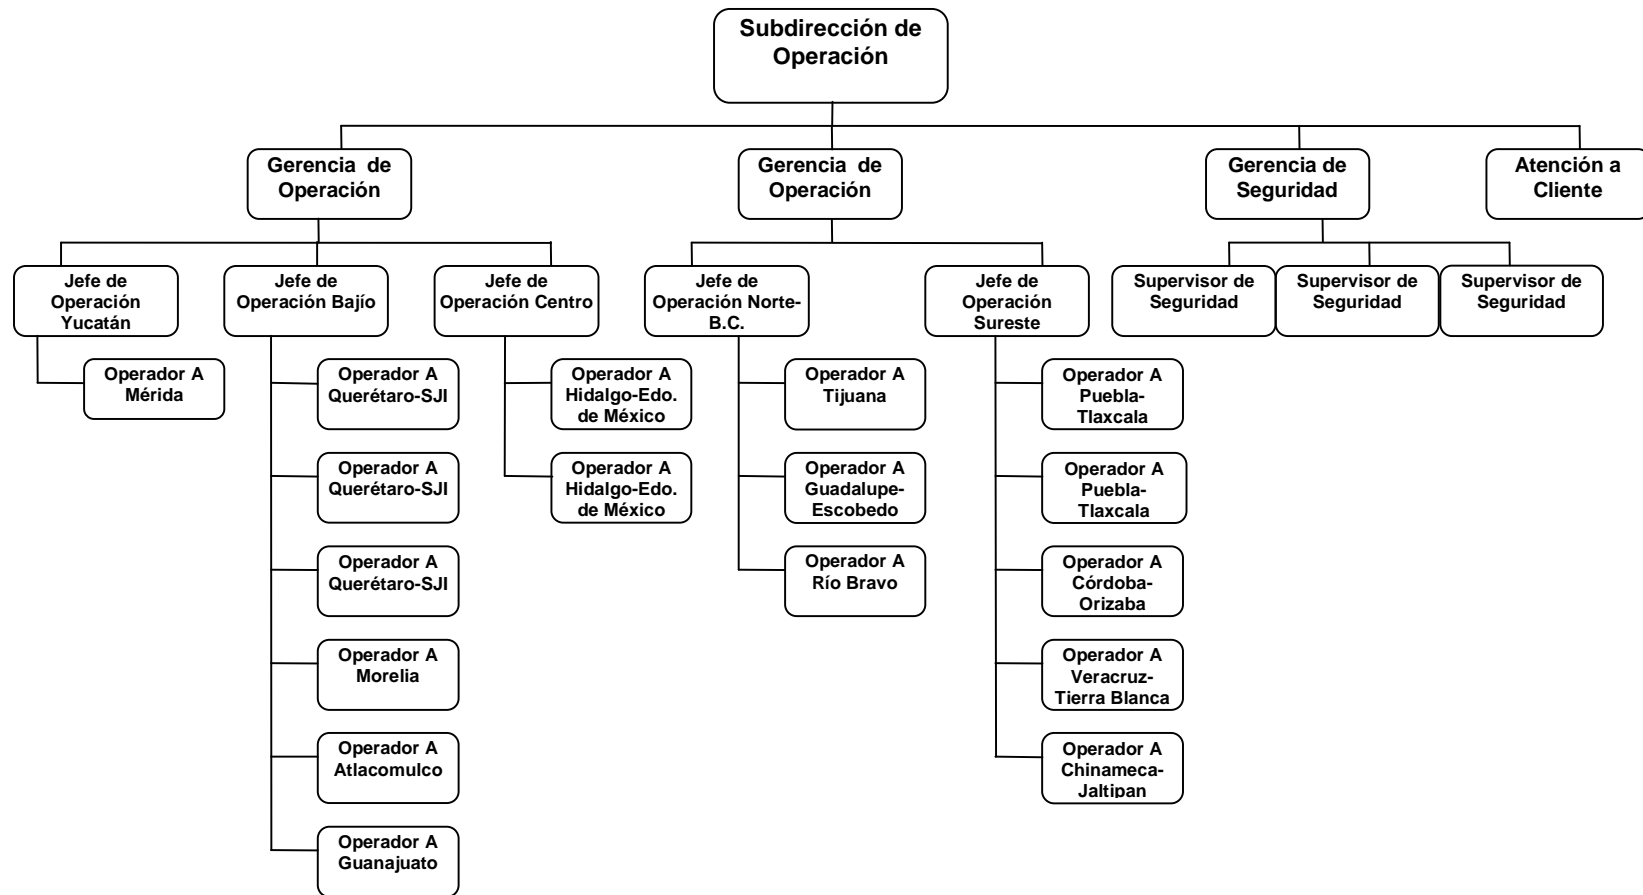 Subdirección de
Operación
Gerencia de
Operación
Gerencia de
Operación
Gerencia de
Seguridad
Atención a
Cliente
Jefe de
Operación
Yucatán
Jefe de
Operación Bajío
Jefe de
Operación Centro
Jefe de
Operación Norte-
B.C.
Jefe de
Operación
Sureste
Supervisor de
Seguridad
Supervisor de
Seguridad
Supervisor de
Seguridad
Operador A
Mérida
Operador A
Querétaro-SJI
Operador A
Querétaro-SJI
Operador A
Querétaro-SJI
Operador A
Morelia
Operador A
Atlacomulco
Operador A
Guanajuato
Operador A
Hidalgo-Edo.
de México
Operador A
Hidalgo-Edo.
de México
Operador A
Tijuana
Operador A
Guadalupe-
Escobedo
Operador A
Río Bravo
Operador A
Puebla-
Tlaxcala
Operador A
Puebla-
Tlaxcala
Operador A
Córdoba-
Orizaba
Operador A
Veracruz-
Tierra Blanca
Operador A
Chinameca-
Jaltipan